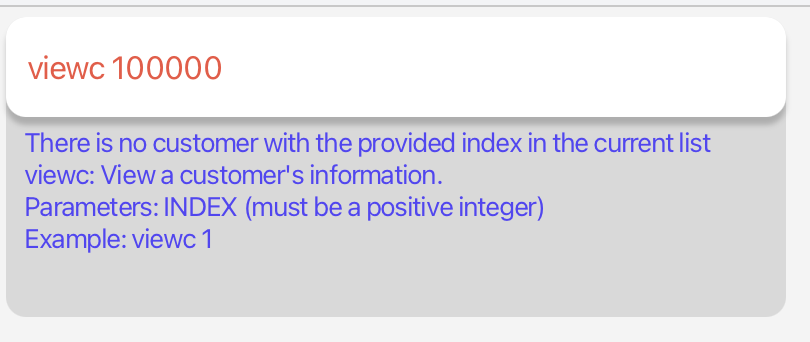 viewc 100000
There is no customer with the provided index in the current list
viewc: View a customer's information.
Parameters: INDEX (must be a positive integer)
Example: viewc 1